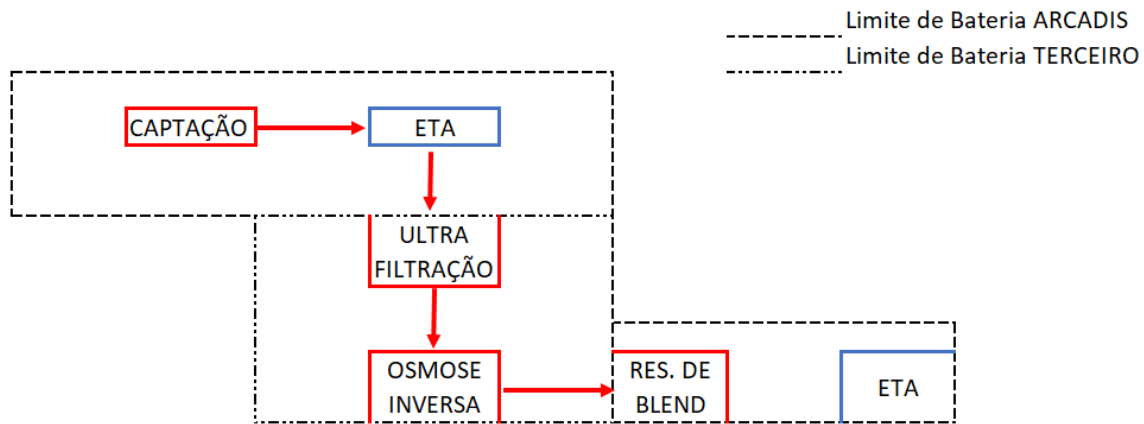 Limite de Bateria ARCADIS
Limite de Bateria TERCEIRO
CAPTAÇÃO
ETA
ULTRA
FILTRAÇÃO
OSMOSE
INVERSA
RES. DE
BLEND
ETA